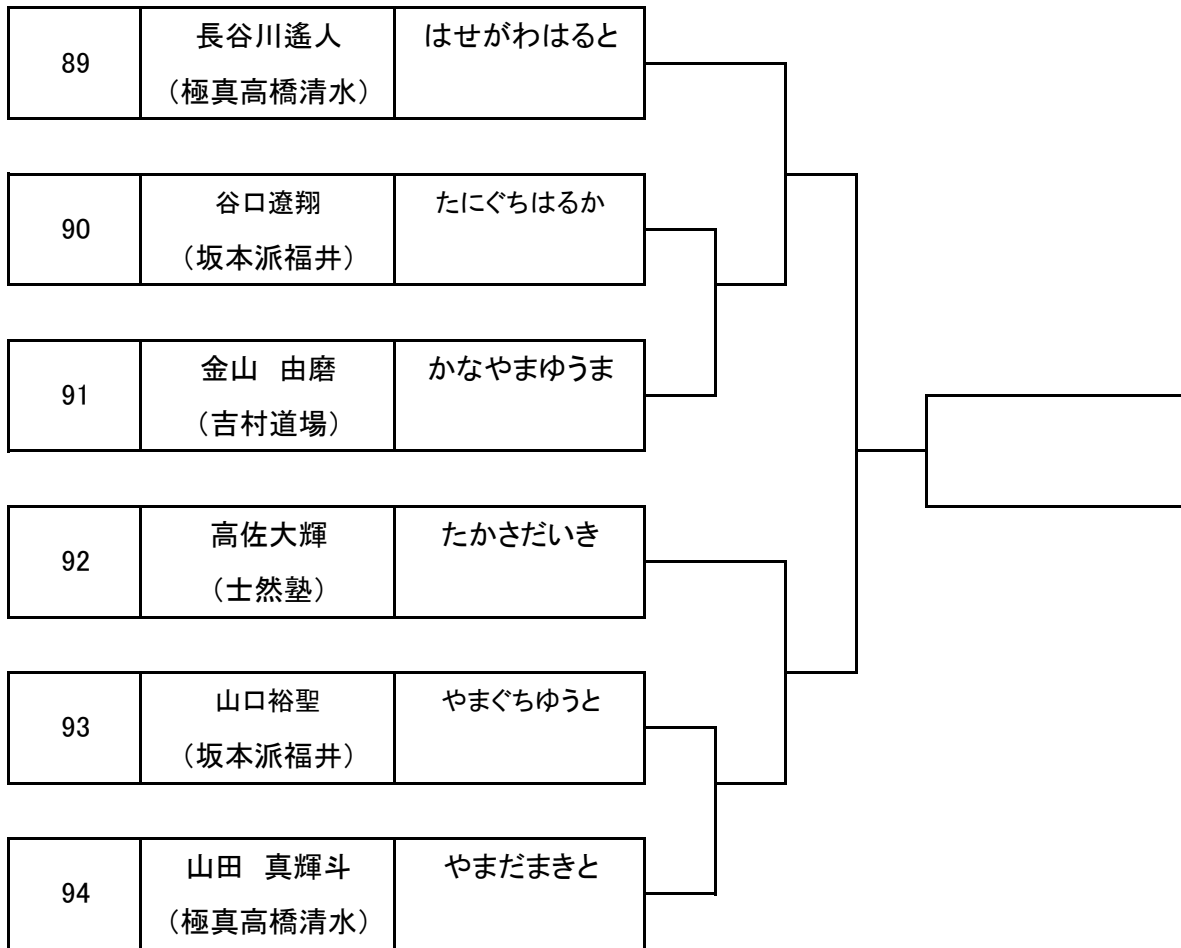 89
長谷川遙人
（極真高橋清水）
はせがわはると
90
谷口遼翔
（坂本派福井）
たにぐちはるか
91
金山　由磨
（吉村道場）
かなやまゆうま
92
高佐大輝
（士然塾）
たかさだいき
93
山口裕聖
（坂本派福井）
やまぐちゆうと
94
山田　真輝斗
（極真高橋清水）
やまだまきと